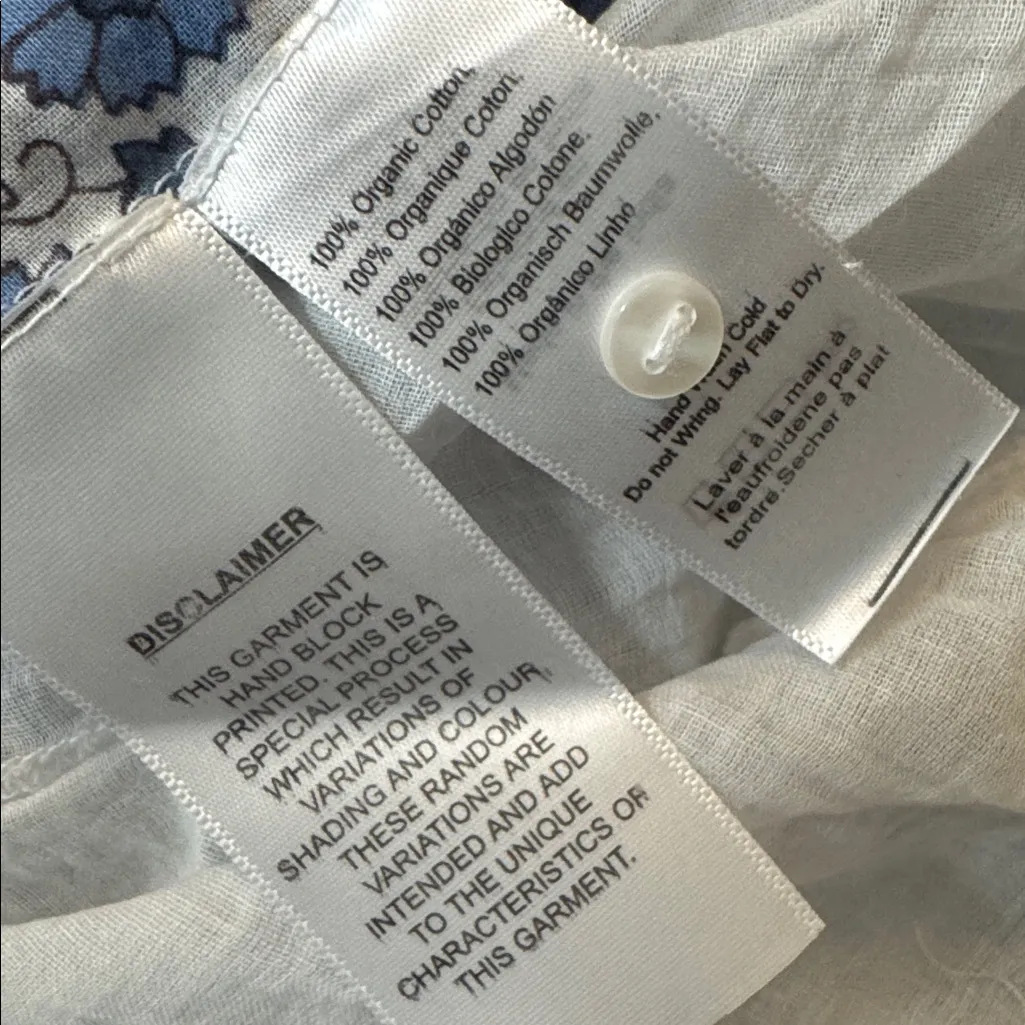 100% Organic Cotton.
100% Organique Coton.
100% Orgánico Algodón
100% Biologico Cotone.
100% Organisch Baumwolle.
100% Orgânico Linho
Hand Cold
Do not Wring. Lay Flat to Dry.
Laver à la main à
l'eaufroidene pas
tordre.Secher à plat
DISCLAIMER
THIS GARMENT IS
HAND BLOCK
PRINTED. THIS IS A
SPECIAL PROCESS
WHICH RESULT IN
VARIATIONS OF
SHADING AND COLOUR,
THESE RANDOM
VARIATIONS ARE
INTENDED AND ADD
TO THE UNIQUE
CHARACTERISTICS OF
THIS GARMENT.